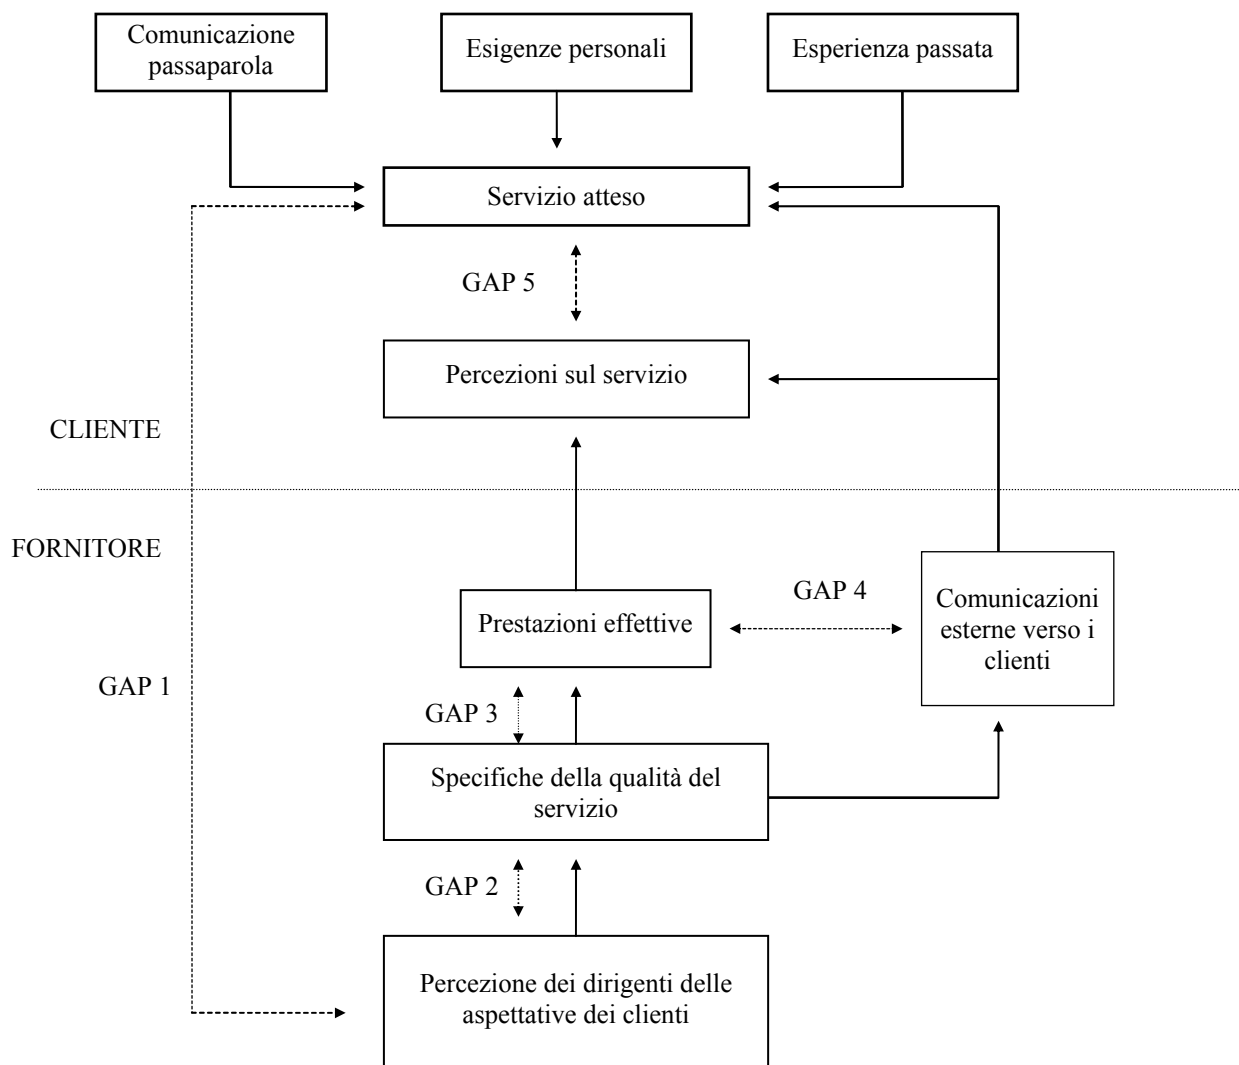 Comunicazione
passaparola
Esigenze personali
Esperienza passata
Servizio atteso
GAP 5
Percezioni sul servizio
CLIENTE
FORNITORE
GAP 4
Comunicazioni
esterne verso i
clienti
Prestazioni effettive
GAP 1
GAP 3
Specifiche della qualità del
servizio
GAP 2
Percezione dei dirigenti delle
aspettative dei clienti